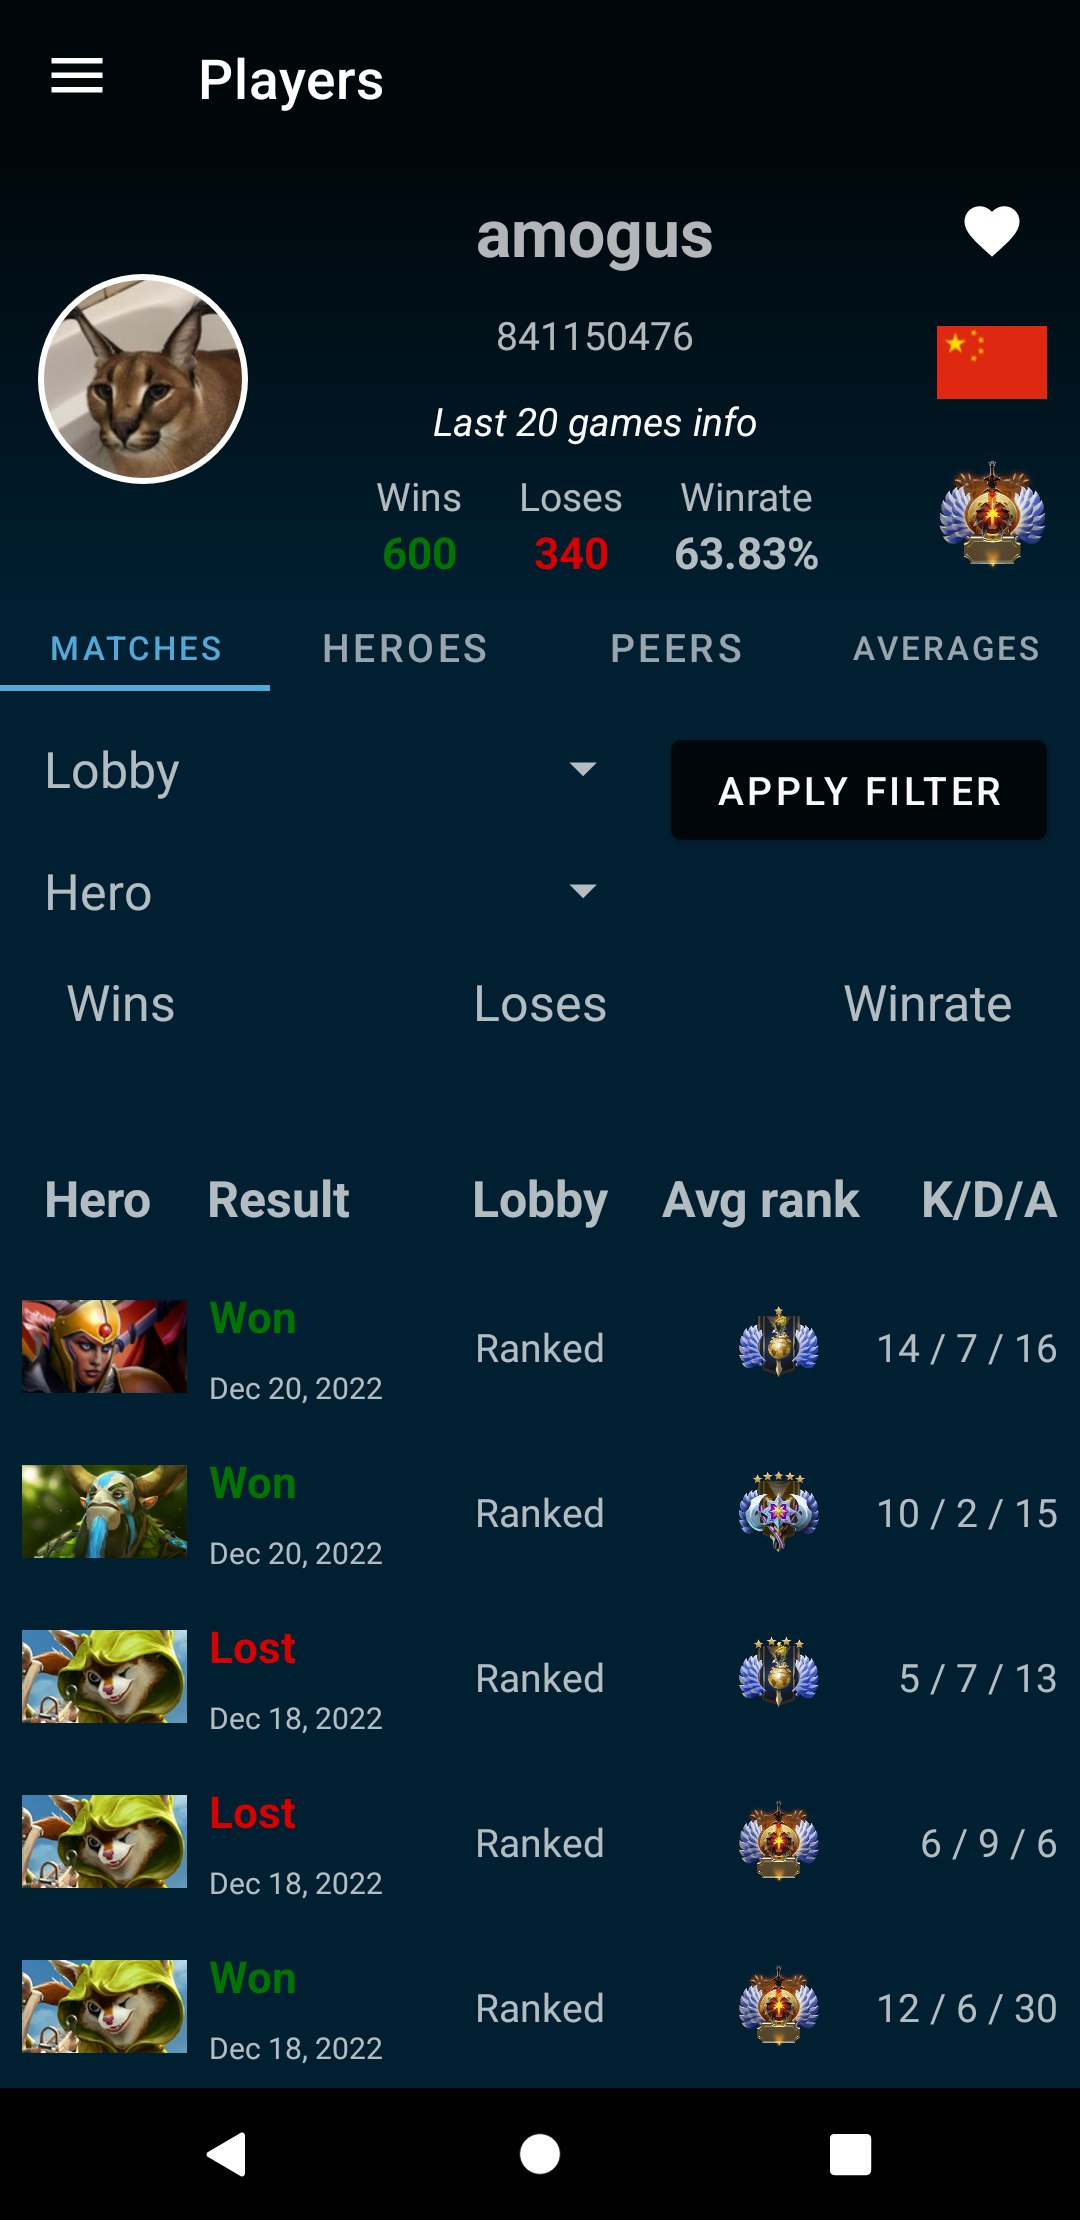 Players
amogus
841150476
Last 20 games info
Wins Loses Winrate
600 340 63.83%
MATCHES HEROES PEERS AVERAGES
Lobby
APPLY FILTER
Hero
Wins Loses Winrate
Hero Result Lobby Avg rank K/D/A
Won
Ranked 14 / 7 / 16
Dec 20, 2022
Won
Ranked 10 / 2 / 15
Dec 20, 2022
Lost
Ranked 5 / 7 / 13
Dec 18, 2022
Lost
Ranked 6 / 9 / 6
Dec 18, 2022
Won
Ranked 12 / 6 / 30
Dec 18, 2022